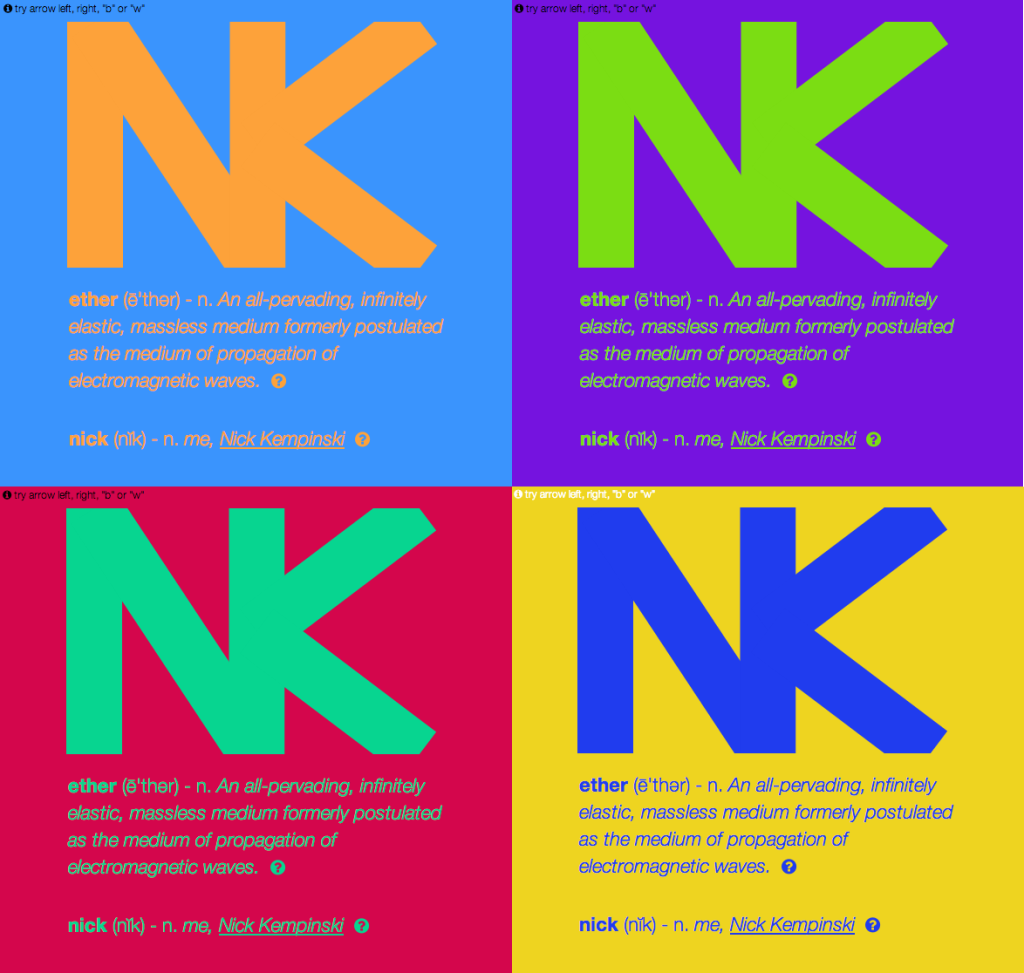 try arrow left, right, "b" or "w"
NK
ether (ē'thər) - n. An all-pervading, infinitely
elastic, massless medium formerly postulated
as the medium of propagation of
electromagnetic waves. ?
nick (nĭk) - n. me, Nick Kempinski ?
try arrow left, right, "b" or "w"
NK
ether (ē'thər) - n. An all-pervading, infinitely
elastic, massless medium formerly postulated
as the medium of propagation of
electromagnetic waves. ?
nick (nĭk) - n. me, Nick Kempinski ?
try arrow left, right, "b" or "w"
NK
ether (ē'thər) - n. An all-pervading, infinitely
elastic, massless medium formerly postulated
as the medium of propagation of
electromagnetic waves. ?
nick (nĭk) - n. me, Nick Kempinski ?
try arrow left, right, "b" or "w"
NK
ether (ē'thər) - n. An all-pervading, infinitely
elastic, massless medium formerly postulated
as the medium of propagation of
electromagnetic waves. ?
nick (nĭk) - n. me, Nick Kempinski ?